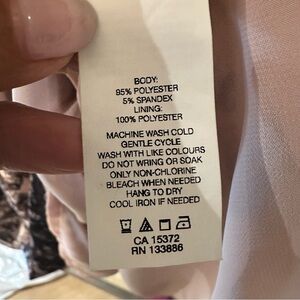 BODY:
95% POLYESTER
5% SPANDEX
LINING:
100% POLYESTER
MACHINE WASH COLD
GENTLE CYCLE
WASH WITH LIKE COLOURS
DO NOT WRING OR SOAK
ONLY NON-CHLORINE
BLEACH WHEN NEEDED
HANG TO DRY
COOL IRON IF NEEDED
CA 15372
RN 133886